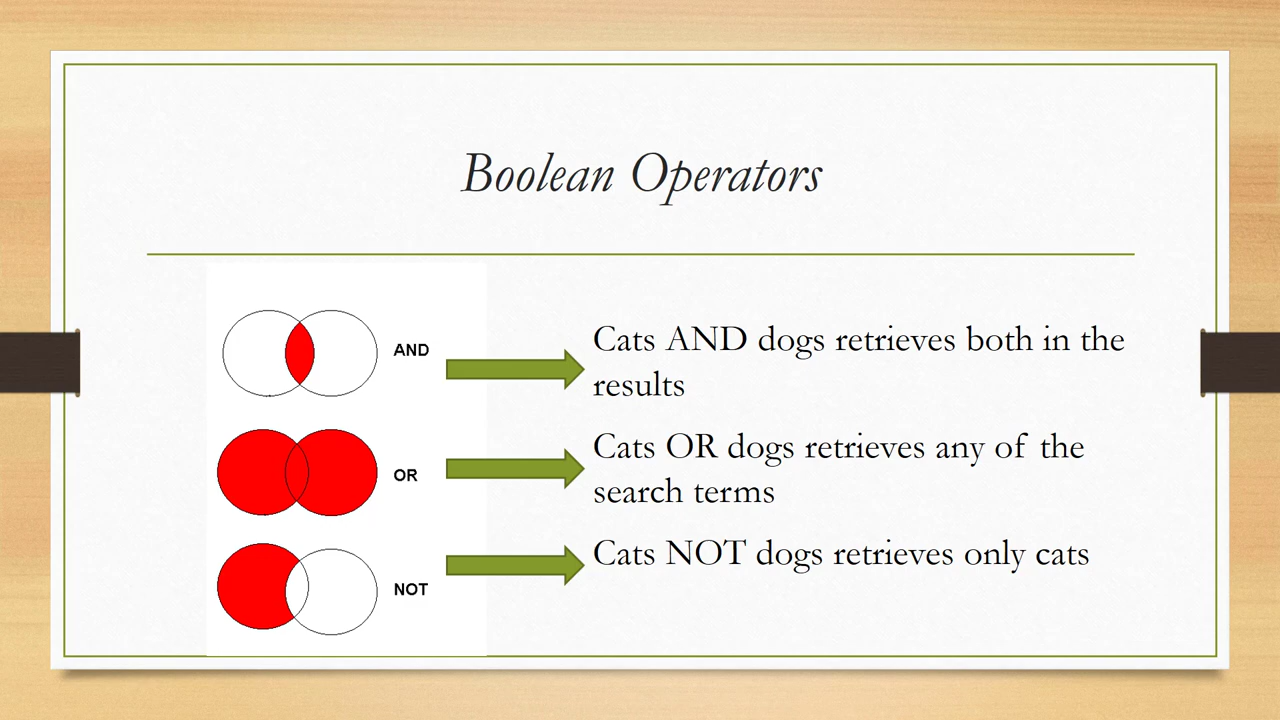 Boolean Operators
AND
Cats AND dogs retrieves both in the
results
OR
Cats OR dogs retrieves any of the
search terms
NOT
Cats NOT dogs retrieves only cats